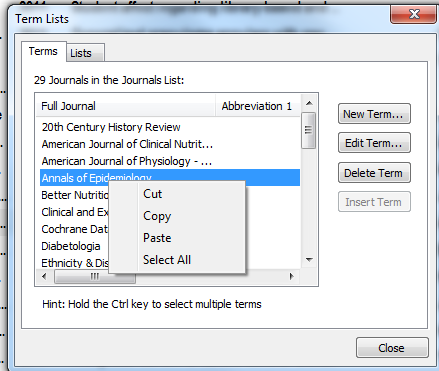 Term Lists
Terms
Lists
29 Journals in the Journals List:
Full Journal
Abbreviation 1
20th Century History Review
American Journal of Clinical Nutrit...
American Journal of Physiology - ...
Annals of Epidemiology
Better Nutritio
Clinical and Ex
Cochrane Dat
Diabetologia
Ethnicity & Dis
Cut
Copy
Paste
Select All
New Term...
Edit Term...
Delete Term
Insert Term
Hint: Hold the Ctrl key to select multiple terms
Close